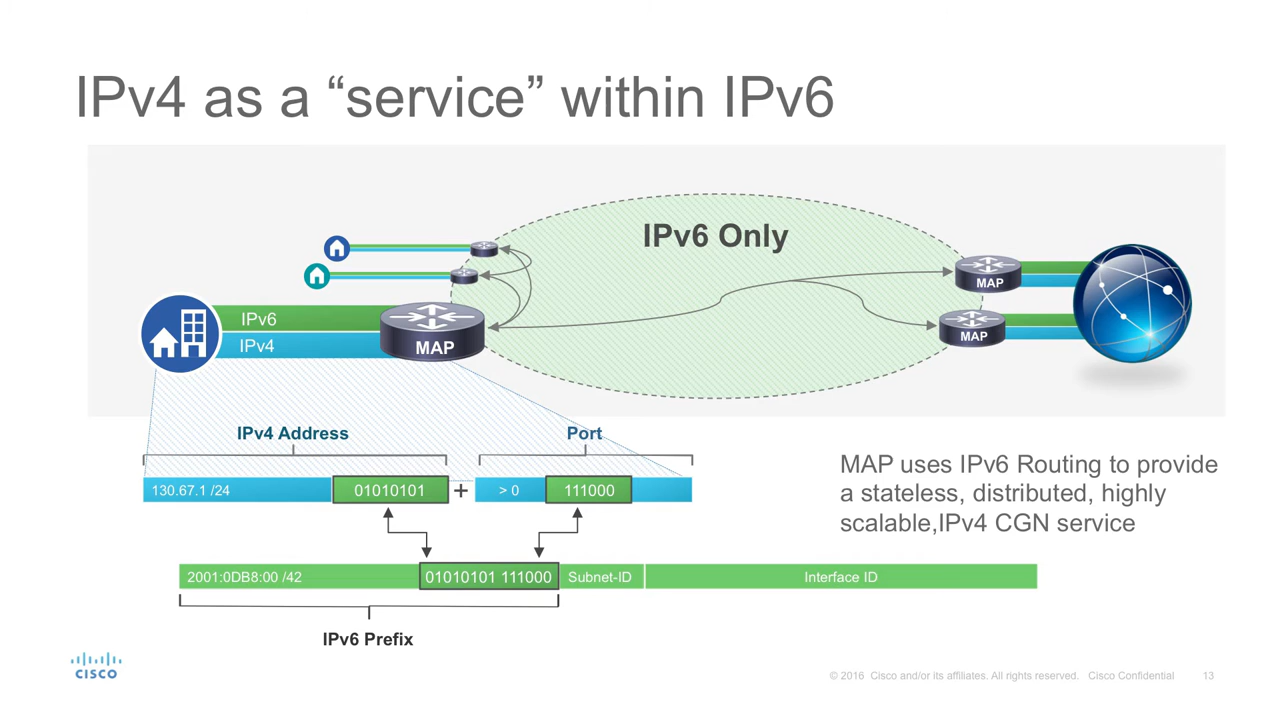 IPv4 as a “service” within IPv6
IPv6 Only
IPv6
IPv4
MAP
MAP
MAP
IPv4 Address
Port
130.67.1 /24
01010101
+
> 0
111000
MAP uses IPv6 Routing to provide
a stateless, distributed, highly
scalable,IPv4 CGN service
2001:0DB8:00 /42
01010101 111000
Subnet-ID
Interface ID
IPv6 Prefix
CISCO
© 2016 Cisco and/or its affiliates. All rights reserved. Cisco Confidential
13